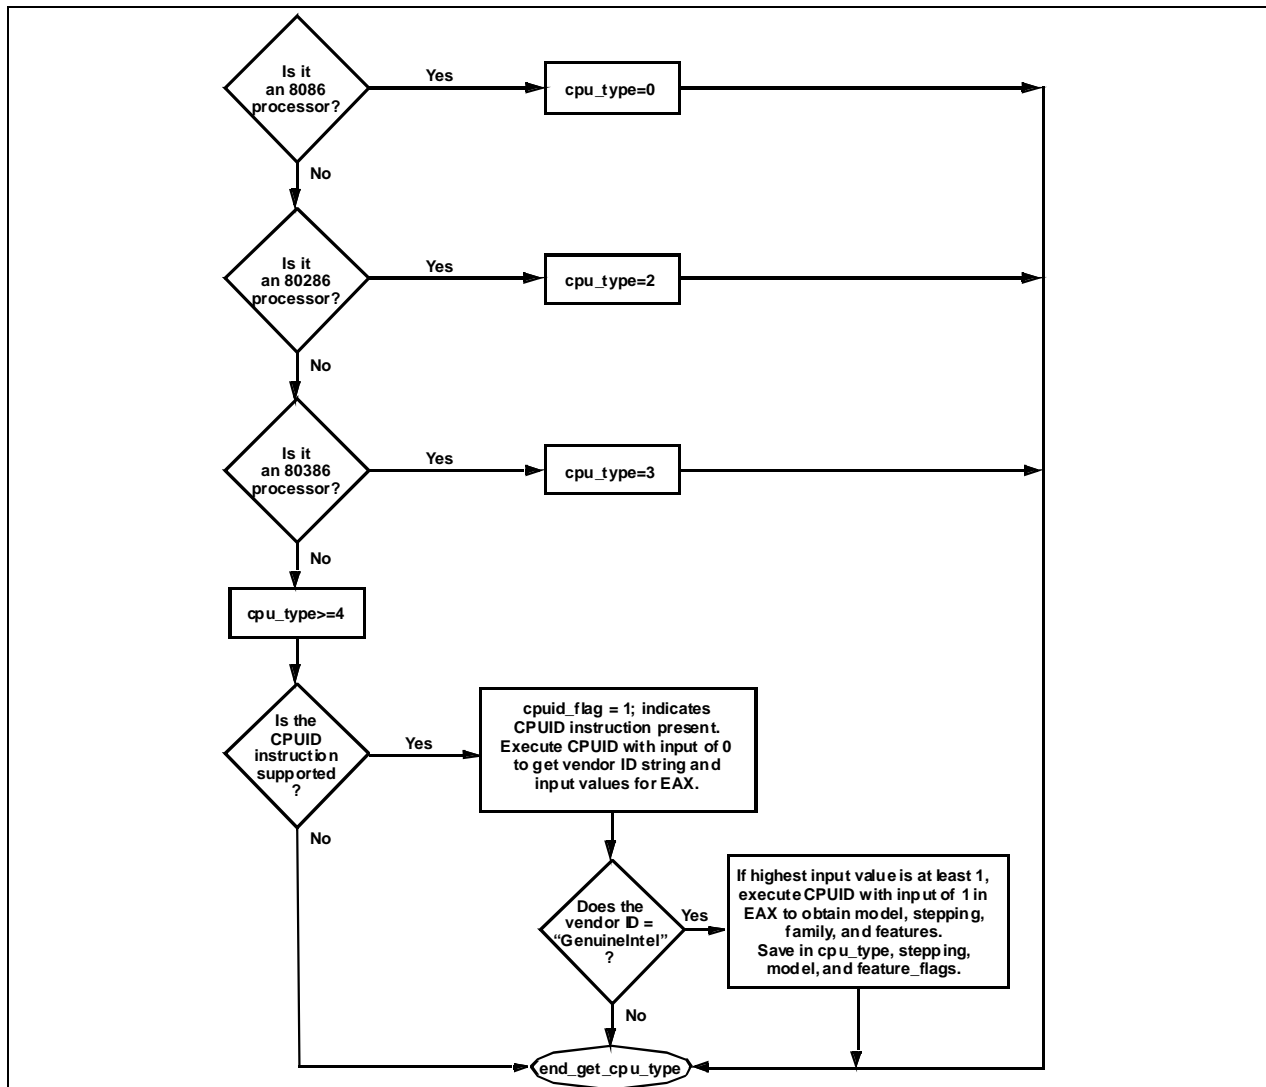 Is it
an 8086
processor?
Yes
cpu_type=0
No
Is it
an 80286
processor?
Yes
cpu_type=2
No
Is it
an 80386
processor?
Yes
cpu_type=3
No
cpu_type>=4
Is the
CPUID
instruction
supported
?
Yes
cpuid_flag = 1; indicates
CPUID instruction present.
Execute CPUID with input of 0
to get vendor ID string and
input values for EAX.
No
Does the
vendor ID =
“GenuineIntel”
?
Yes
If highest input value is at least 1,
execute CPUID with input of 1 in
EAX to obtain model, stepping,
family, and features.
Save in cpu_type, stepping,
model, and feature_flags.
No
end_get_cpu_type